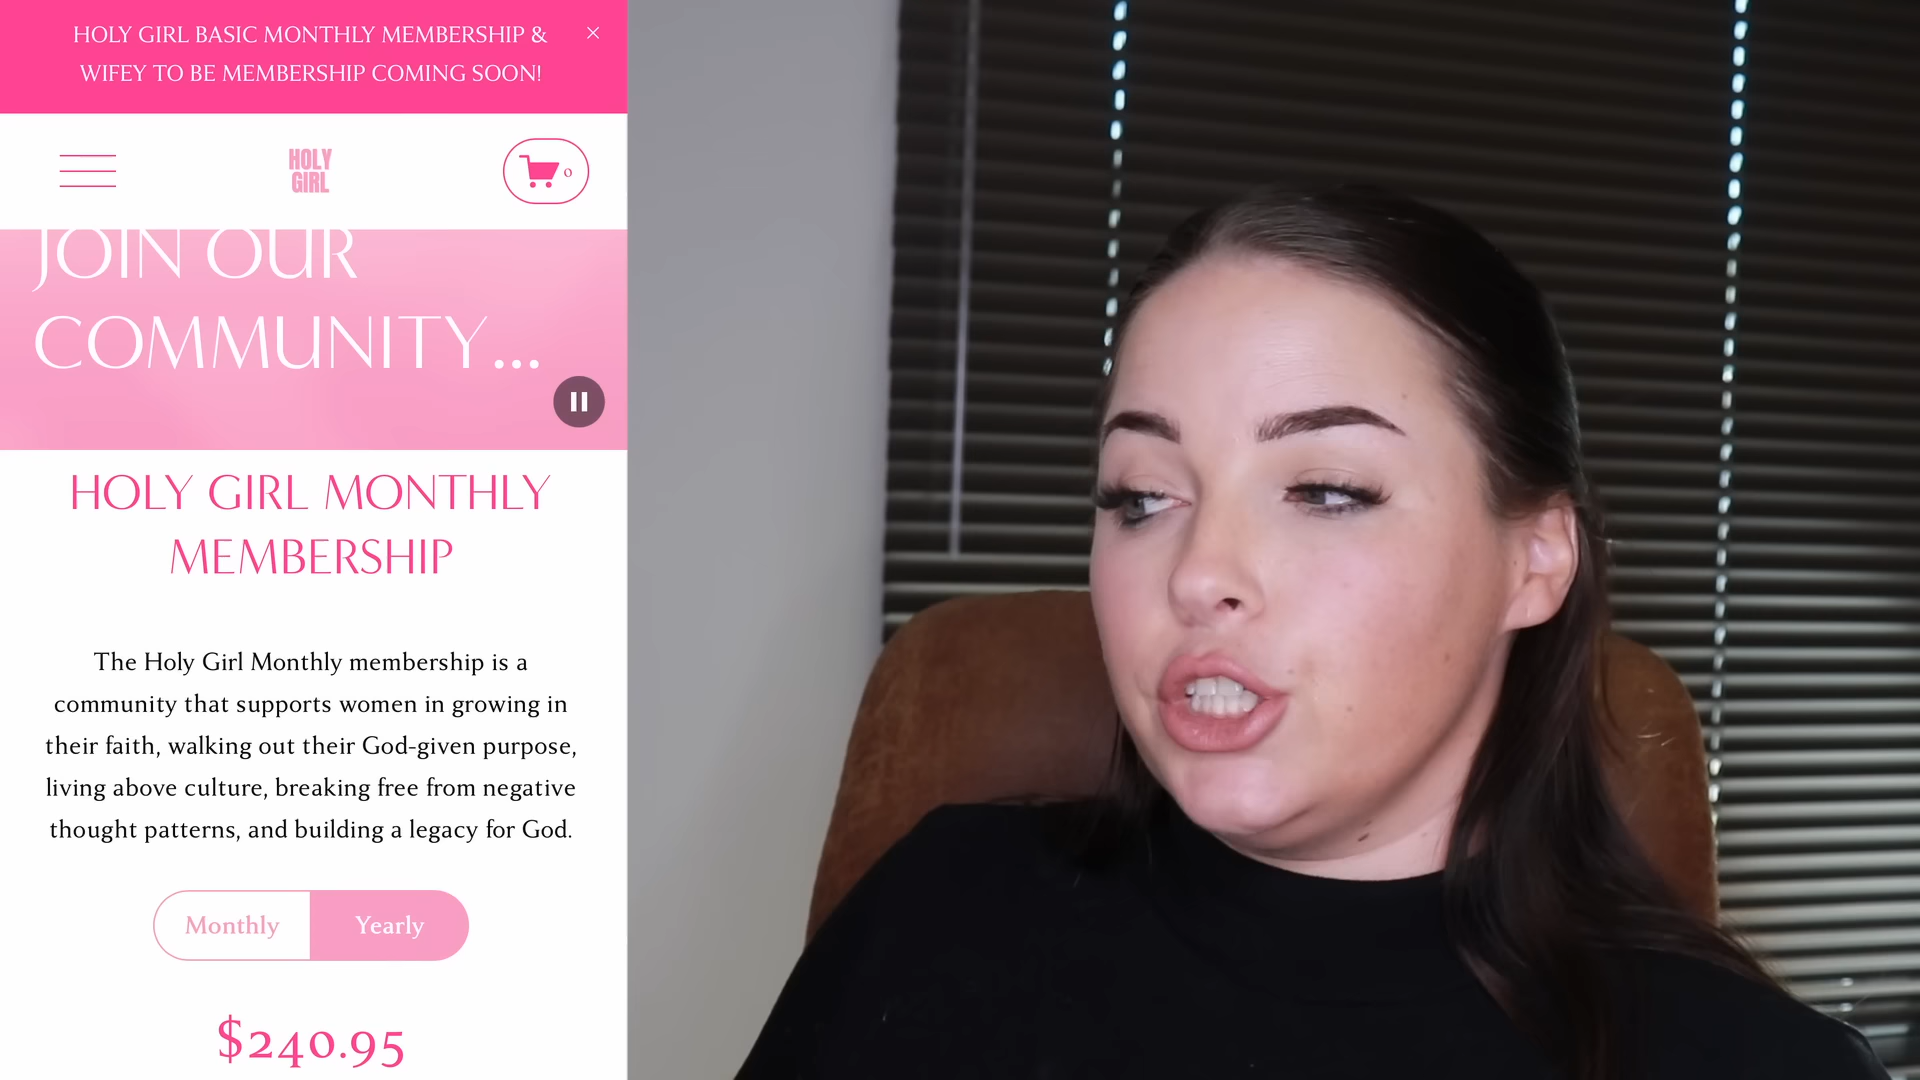 HOLY GIRL BASIC MONTHLY MEMBERSHIP &
WIFEY TO BE MEMBERSHIP COMING SOON!
HOLY
GIRL
0
JOIN OUR
COMMUNITY...
HOLY GIRL MONTHLY
MEMBERSHIP
The Holy Girl Monthly membership is a
community that supports women in growing in
their faith, walking out their God-given purpose,
living above culture, breaking free from negative
thought patterns, and building a legacy for God.
Monthly
Yearly
$240.95